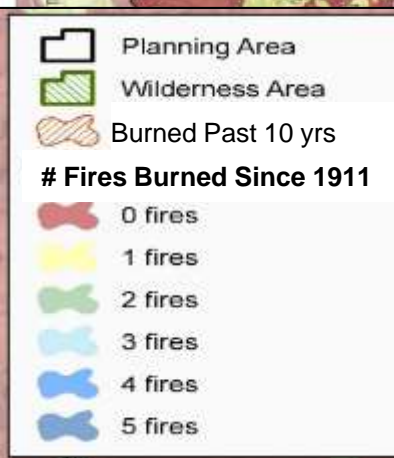 Planning Area
Wilderness Area
Burned Past 10 yrs
# Fires Burned Since 1911
0 fires
1 fires
2 fires
3 fires
4 fires
5 fires